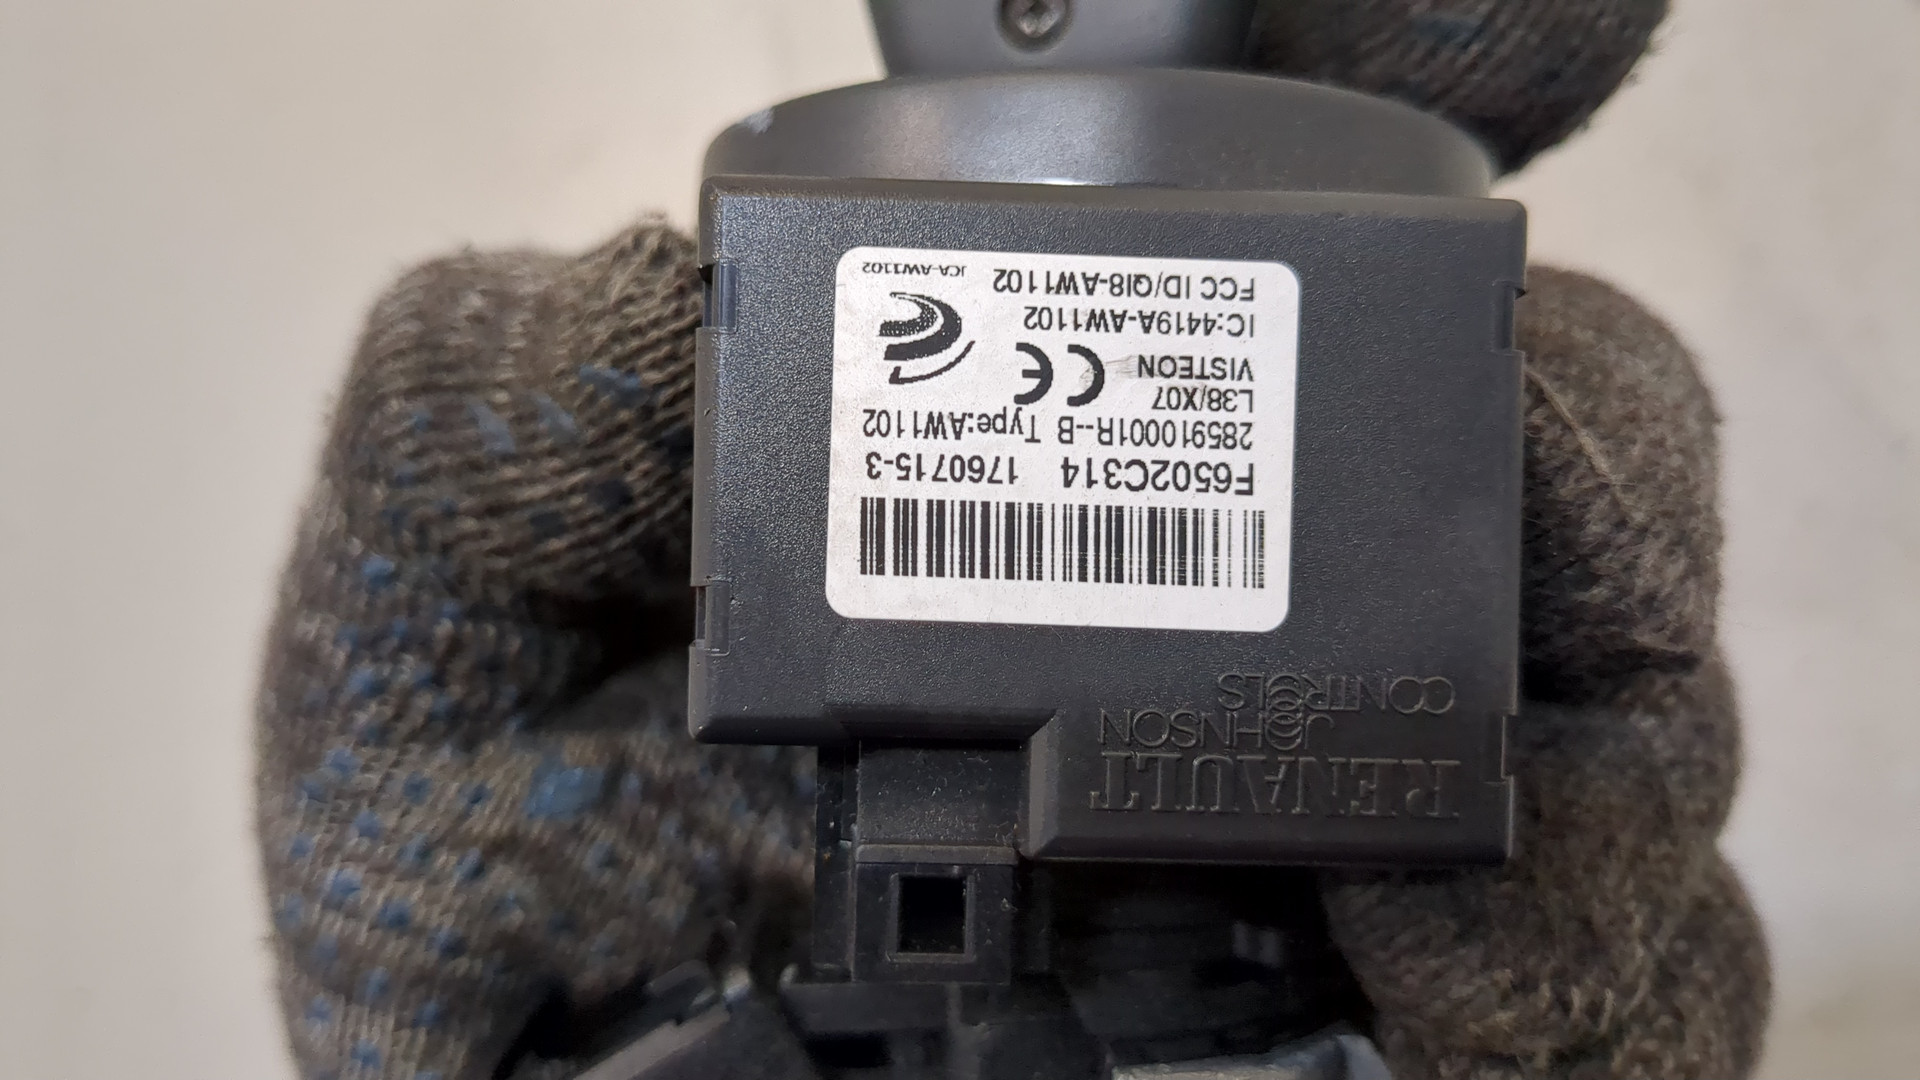 RENAULT
JOHNSON
CONTROLS
F6502C314 1760715-3
285910001R--B Type:AW1102
L38/X07
VISTEON CE
IC:4419A-AW1102
FCC ID/QI8-AW1102
JCA-AW1102